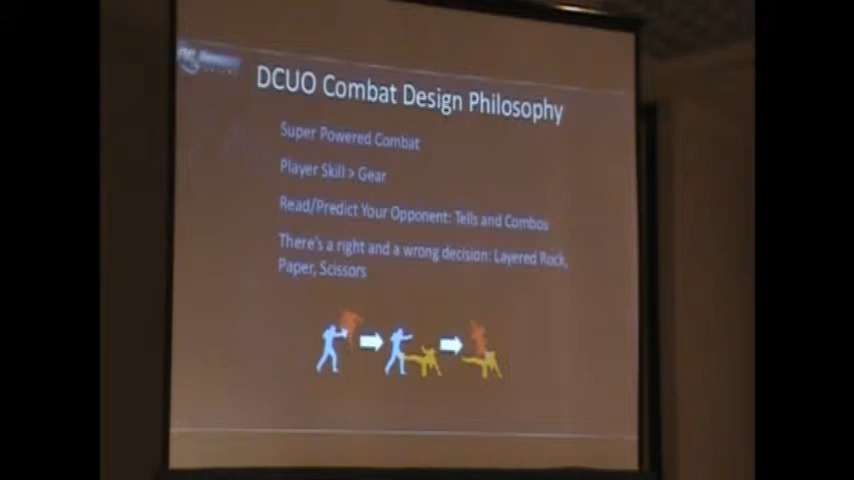 DCUO Combat Design Philosophy
Super Powered Combat
Player Skill > Gear
Read/Predict Your Opponent: Tells and Combos
There's a right and a wrong decision: Layered Rock,
Paper, Scissors